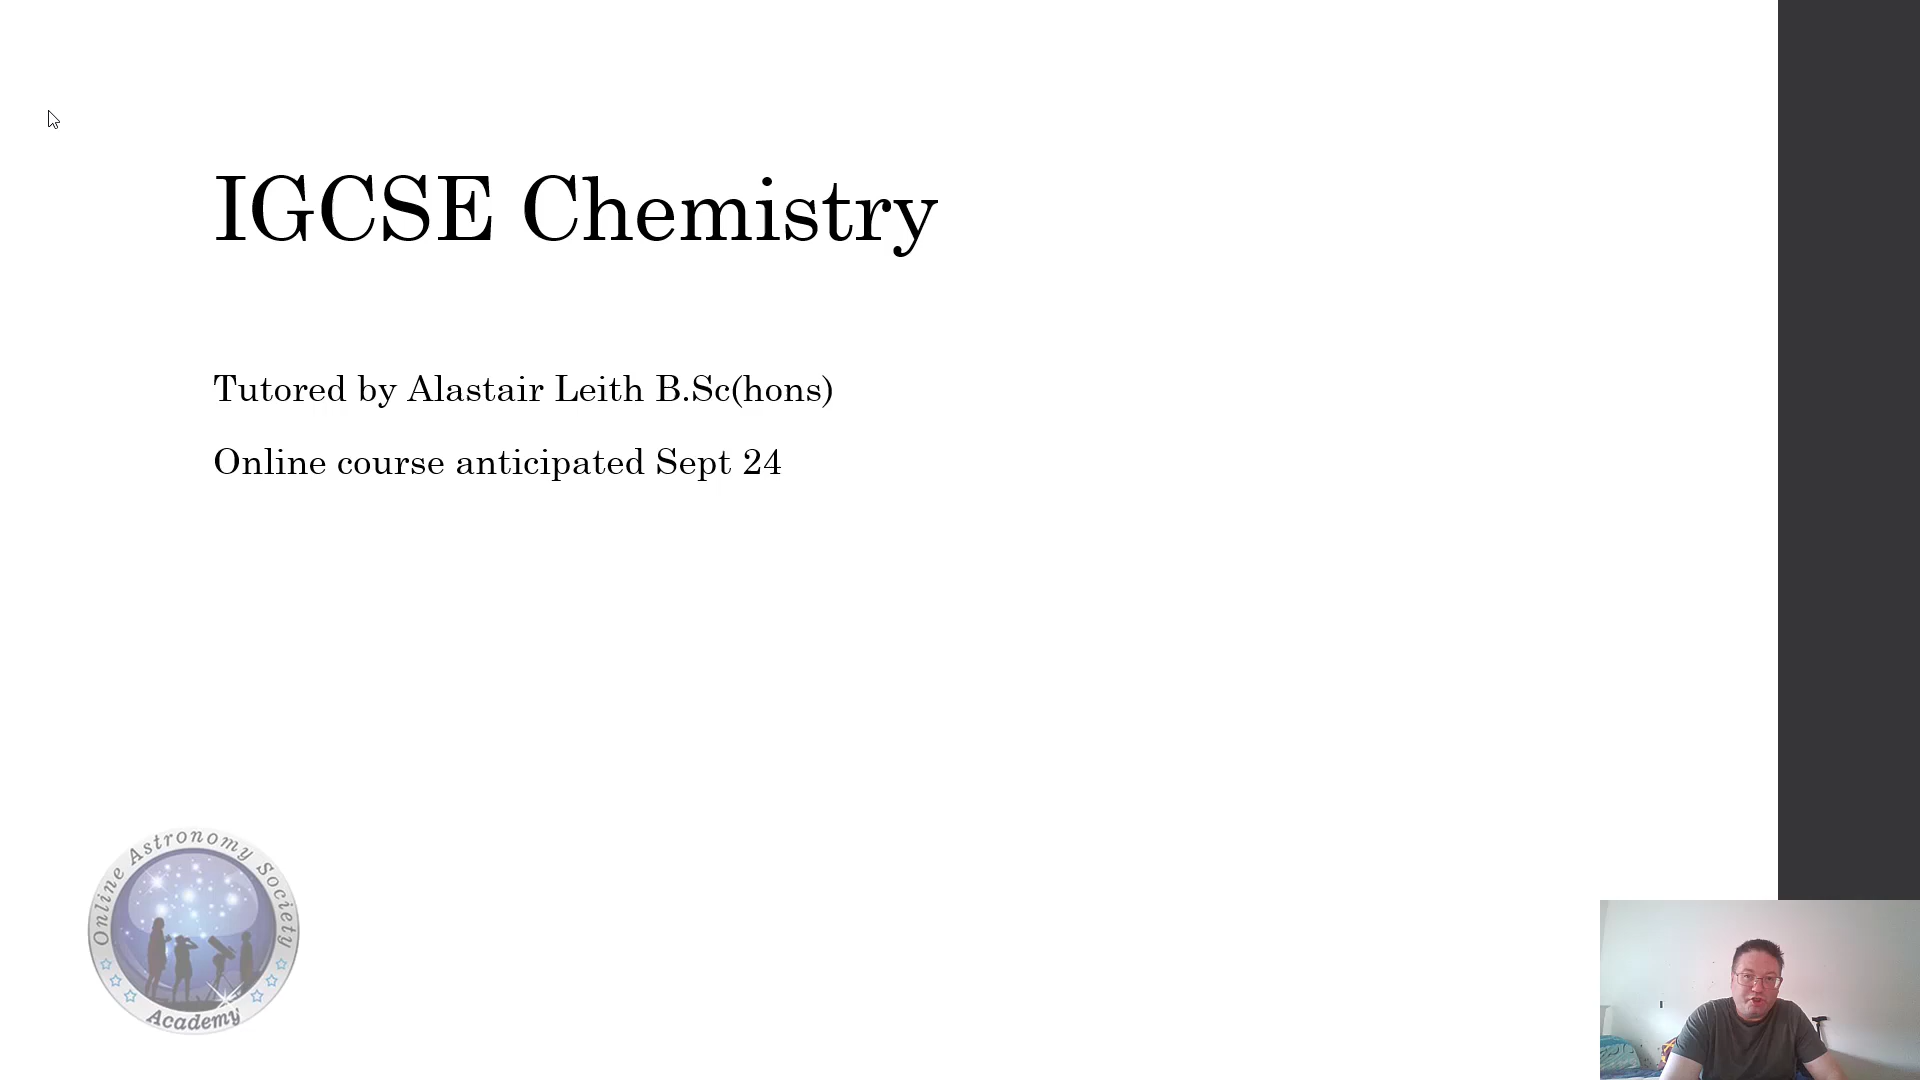 IGCSE Chemistry
Tutored by Alastair Leith B.Sc(hons)
Online course anticipated Sept 24
Online Astronomy Society
Academy